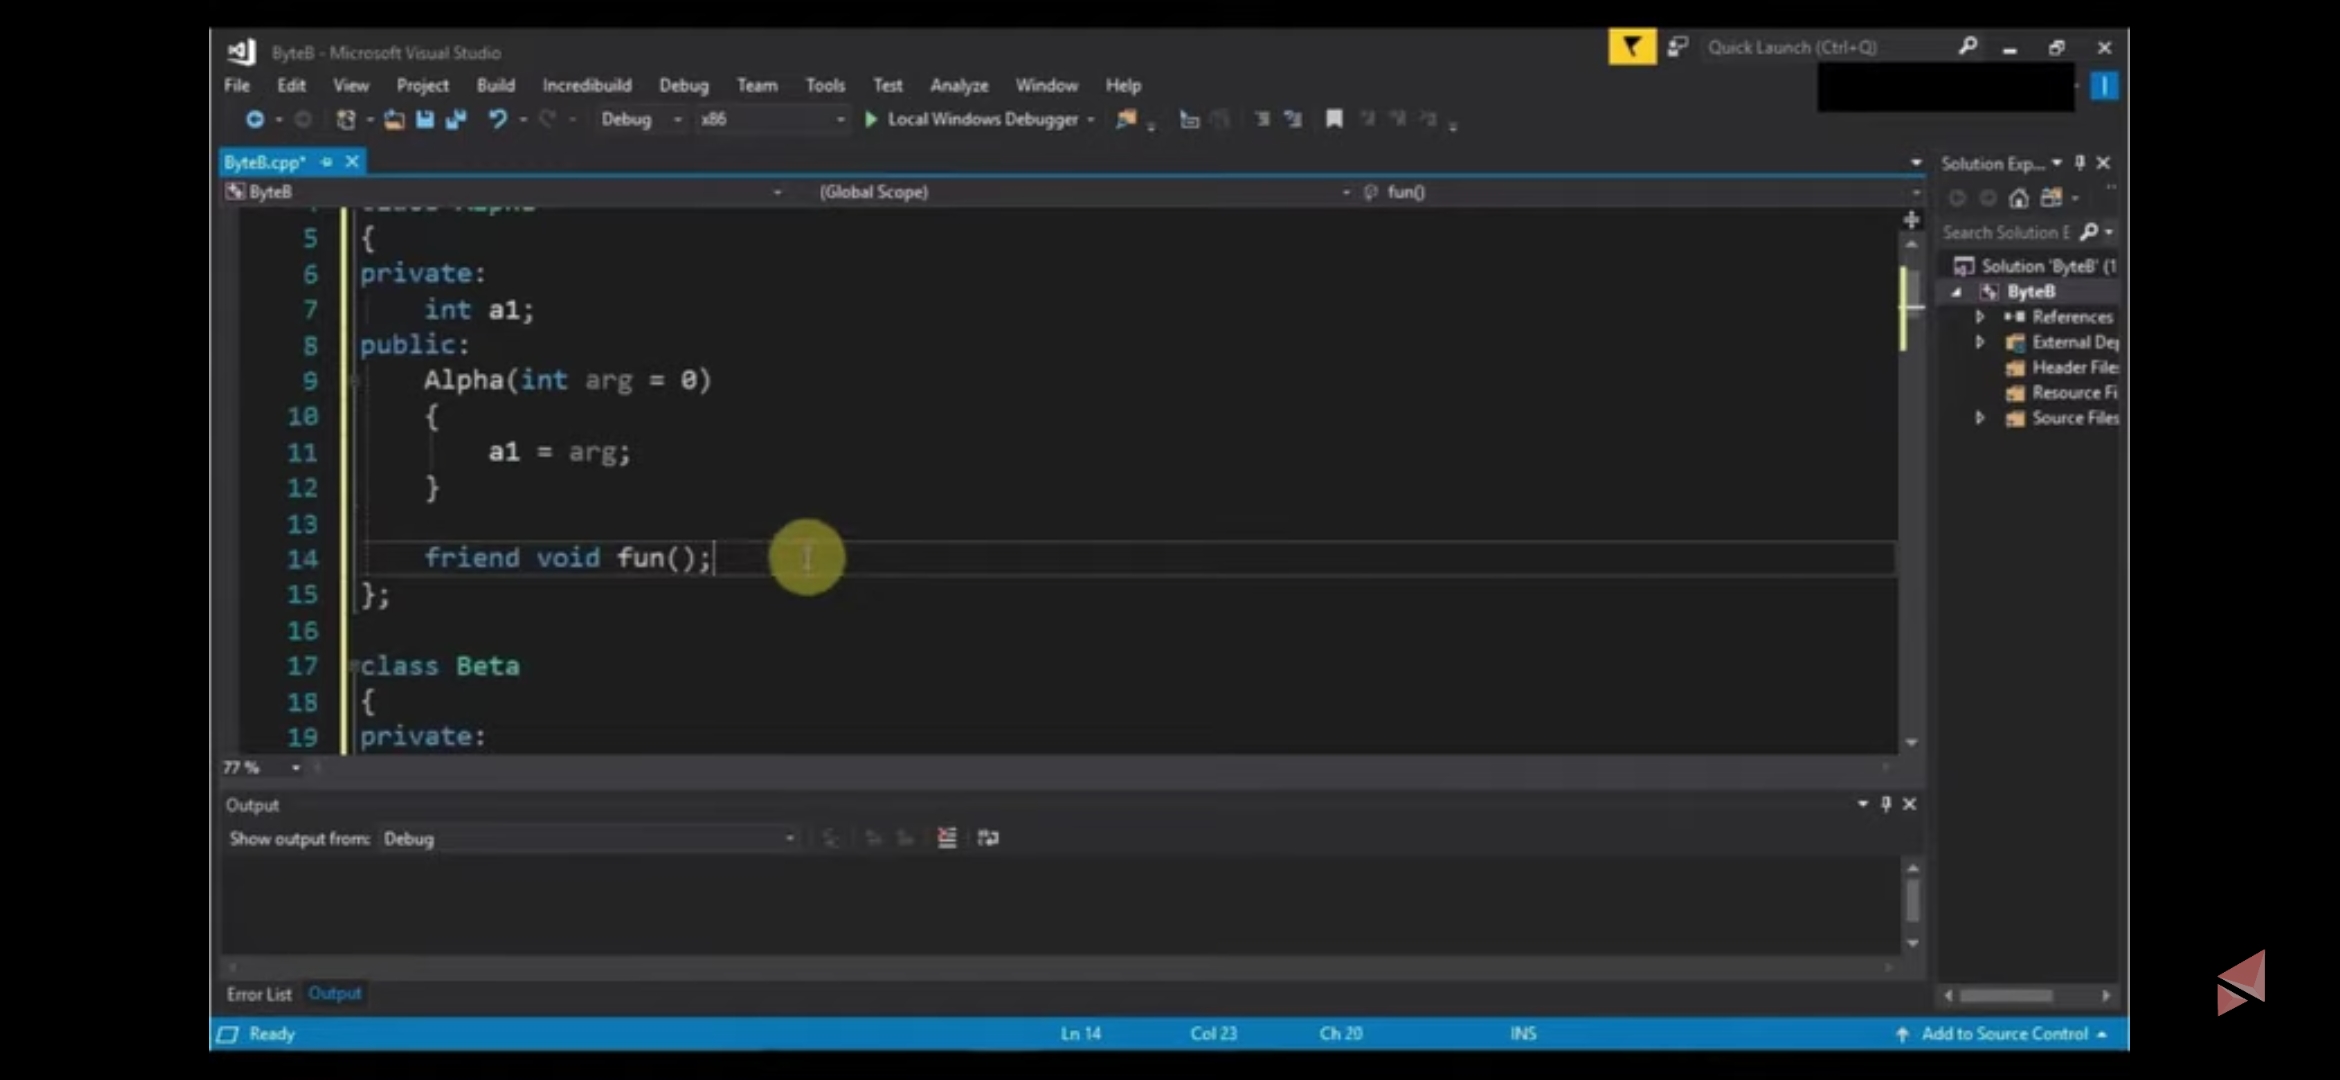 ByteB - Microsoft Visual Studio
Quick Launch (Ctrl+Q)
File Edit View Project Build Incredibuild Debug Team Tools Test Analyze Window Help
Debug x86 Local Windows Debugger
ByteB.cpp*
Solution Exp...
ByteB (Global Scope) fun()
5 {
Search Solution E
6 private:
Solution 'ByteB' (1
ByteB
7 int a1;
References
8 public:
External De
Header File
9 Alpha(int arg = 0)
Resource Fi
10 {
Source Files
11 a1 = arg;
12 }
13
14 friend void fun();
15 };
16
17 class Beta
18 {
19 private:
77 %
Output
Show output from: Debug
Error List Output
Ready Ln 14 Col 23 Ch 20 INS Add to Source Control